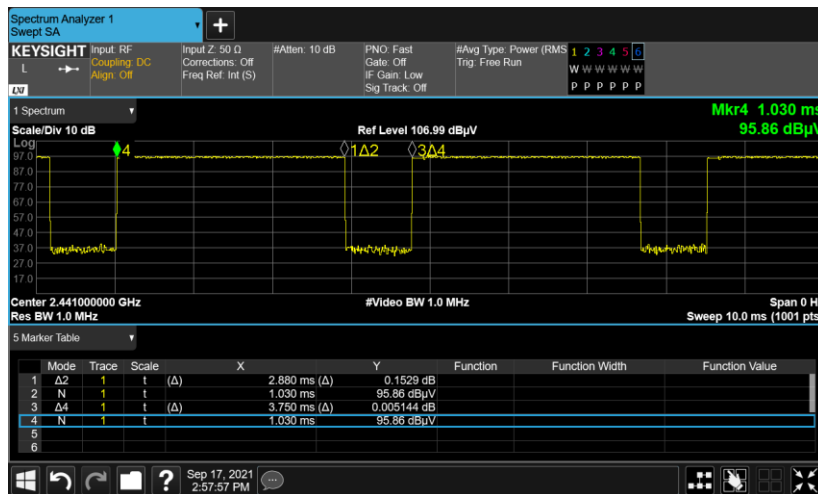 Spectrum Analyzer 1
Swept SA
+
KEYSIGHT Input: RF Input Z: 50 Ω #Atten: 10 dB PNO: Fast #Avg Type: Power (RMS 1 2 3 4 5 6
L Coupling: DC Corrections: Off Gate: Off Trig: Free Run
Align: Off Freq Ref: Int (S) IF Gain: Low W W W W W W
LXI Sig Track: Off P P P P P P
1 Spectrum Mkr4 1.030 ms
Scale/Div 10 dB Ref Level 106.99 dBµV 95.86 dBµV
Log
97.0 4 1Δ2 3Δ4
87.0
77.0
67.0
57.0
47.0
37.0
27.0
17.0
Center 2.441000000 GHz #Video BW 1.0 MHz Span 0 H
Res BW 1.0 MHz Sweep 10.0 ms (1001 pts
5 Marker Table
Mode Trace Scale X Y Function Function Width Function Value
1 Δ2 1 t (Δ) 2.880 ms (Δ) 0.1529 dB
2 N 1 t 1.030 ms 95.86 dBµV
3 Δ4 1 t (Δ) 3.750 ms (Δ) 0.005144 dB
4 N 1 t 1.030 ms 95.86 dBµV
5
6
? Sep 17, 2021
2:57:57 PM